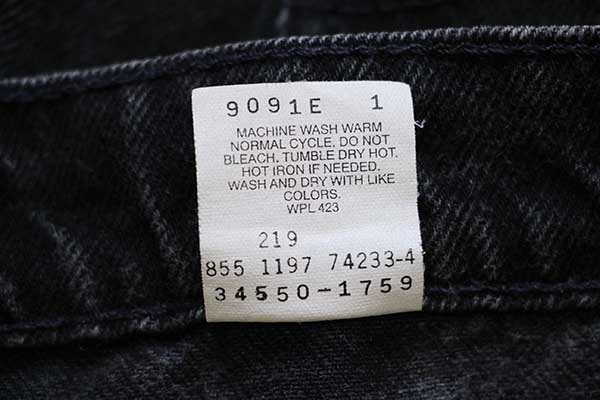 9091E 1
MACHINE WASH WARM
NORMAL CYCLE. DO NOT
BLEACH. TUMBLE DRY HOT.
HOT IRON IF NEEDED.
WASH AND DRY WITH LIKE
COLORS.
WPL 423
219
855 1197 74233-4
34550-1759